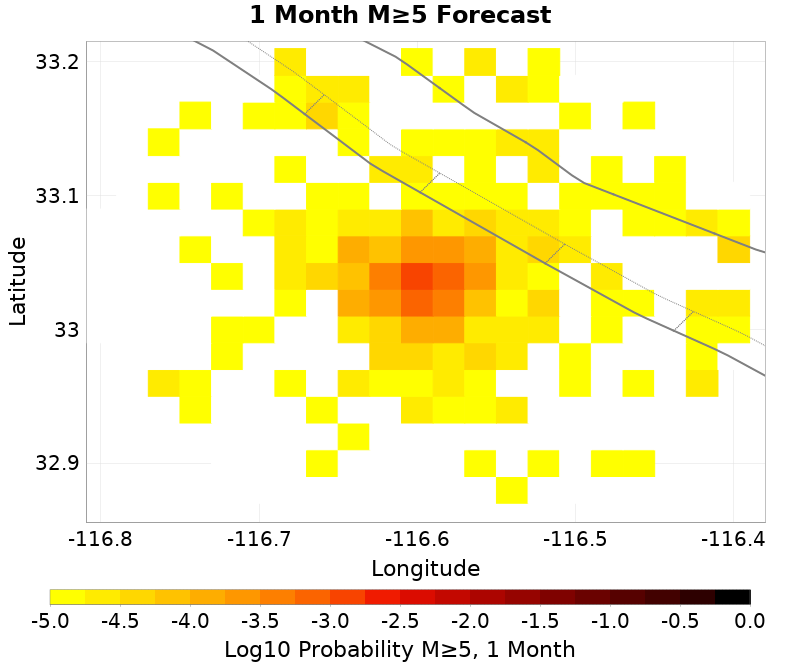 1 Month M≥5 Forecast
33.2
33.1
33
32.9
Latitude
-116.8 -116.7 -116.6 -116.5 -116.4
Longitude
-5.0 -4.5 -4.0 -3.5 -3.0 -2.5 -2.0 -1.5 -1.0 -0.5 0.0
Log10 Probability M≥5, 1 Month